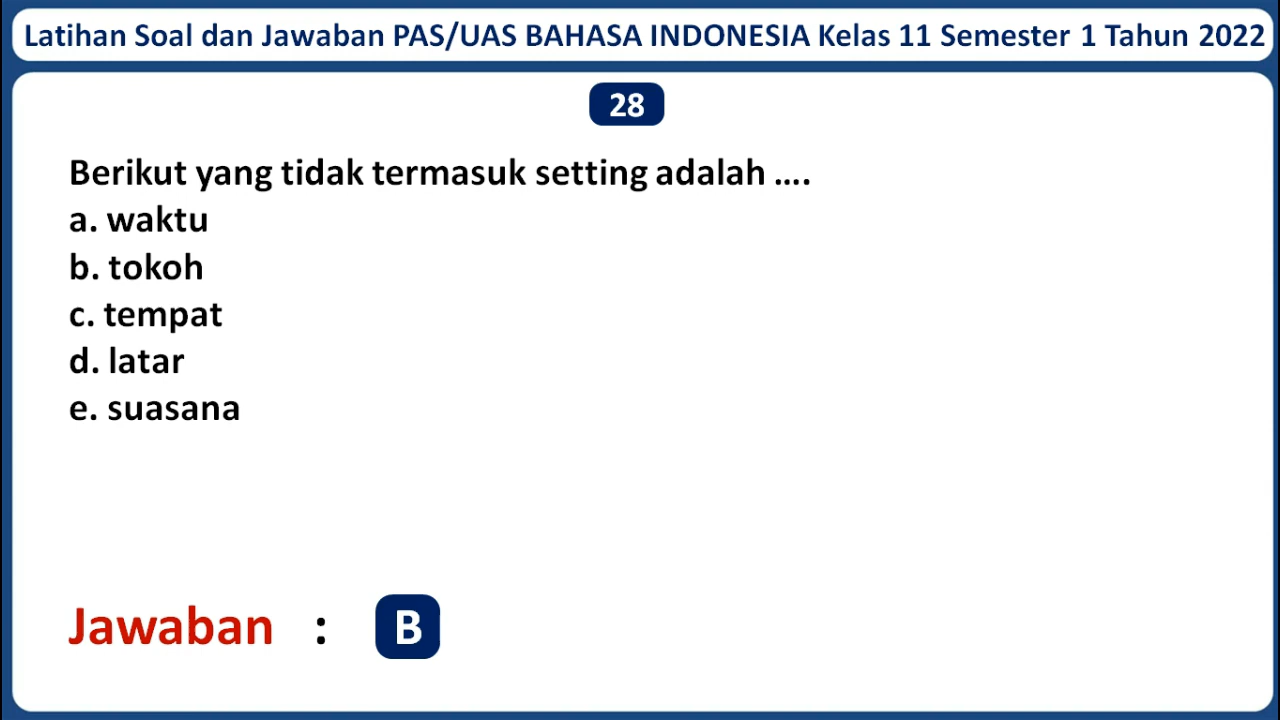 Latihan Soal dan Jawaban PAS/UAS BAHASA INDONESIA Kelas 11 Semester 1 Tahun 2022
28
Berikut yang tidak termasuk setting adalah ....
a. waktu
b. tokoh
c. tempat
d. latar
e. suasana
Jawaban : B